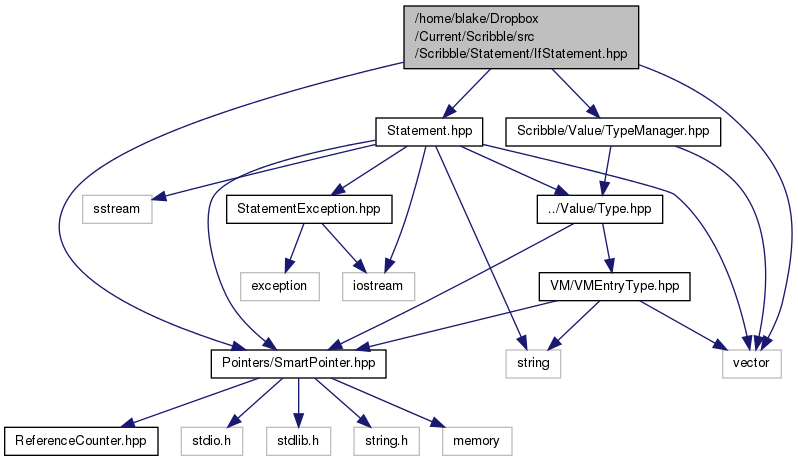 /home/blake/Dropbox
/Current/Scribble/src
/Scribble/Statement/IfStatement.hpp
Statement.hpp
Scribble/Value/TypeManager.hpp
sstream
StatementException.hpp
../Value/Type.hpp
exception
iostream
VM/VMEntryType.hpp
Pointers/SmartPointer.hpp
string
vector
ReferenceCounter.hpp
stdio.h
stdlib.h
string.h
memory